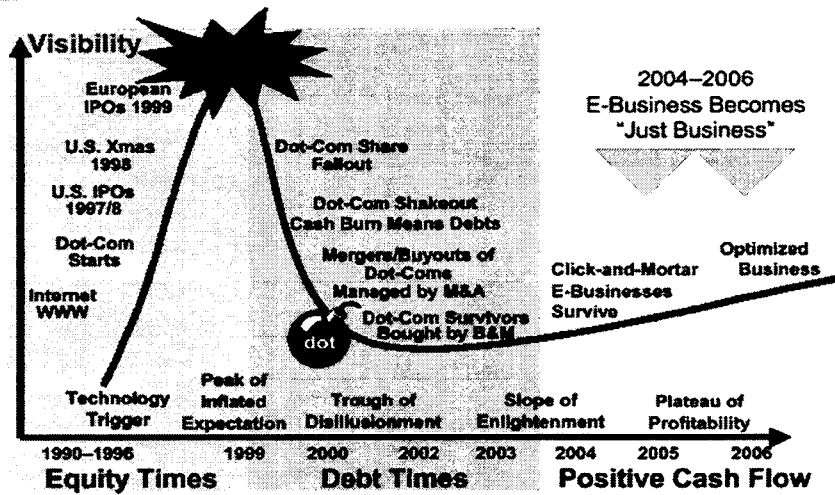 Visibility
European
IPOs 1999
U.S. Xmas
1998
U.S. IPOs
1997/8
Dot-Com
Starts
Internet
WWW
Technology
Trigger
Peak of
Inflated
Expectation
Dot-Com Share
Fallout
Dot-Com Shakeout
Cash Burn Means Debts
Mergers/Buyouts of
Dot-Coms
Managed by M&A
Dot-Com Survivors
Bought by B&M
dot
Trough of
Disillusionment
Slope of
Enlightenment
2004–2006
E-Business Becomes
"Just Business"
Click-and-Mortar
E-Businesses
Survive
Optimized
Business
Plateau of
Profitability
1990–1996
1999
2000
2002
2003
2004
2005
2006
Equity Times
Debt Times
Positive Cash Flow